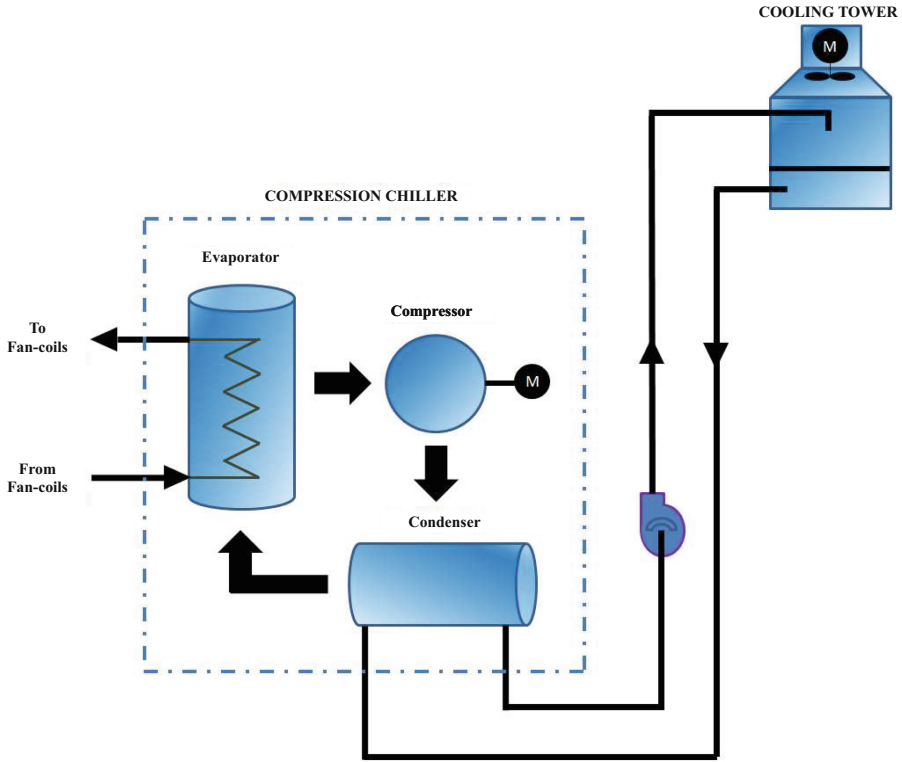 COOLING TOWER
M
COMPRESSION CHILLER
Evaporator
Compressor
To
Fan-coils
M
From
Fan-coils
Condenser